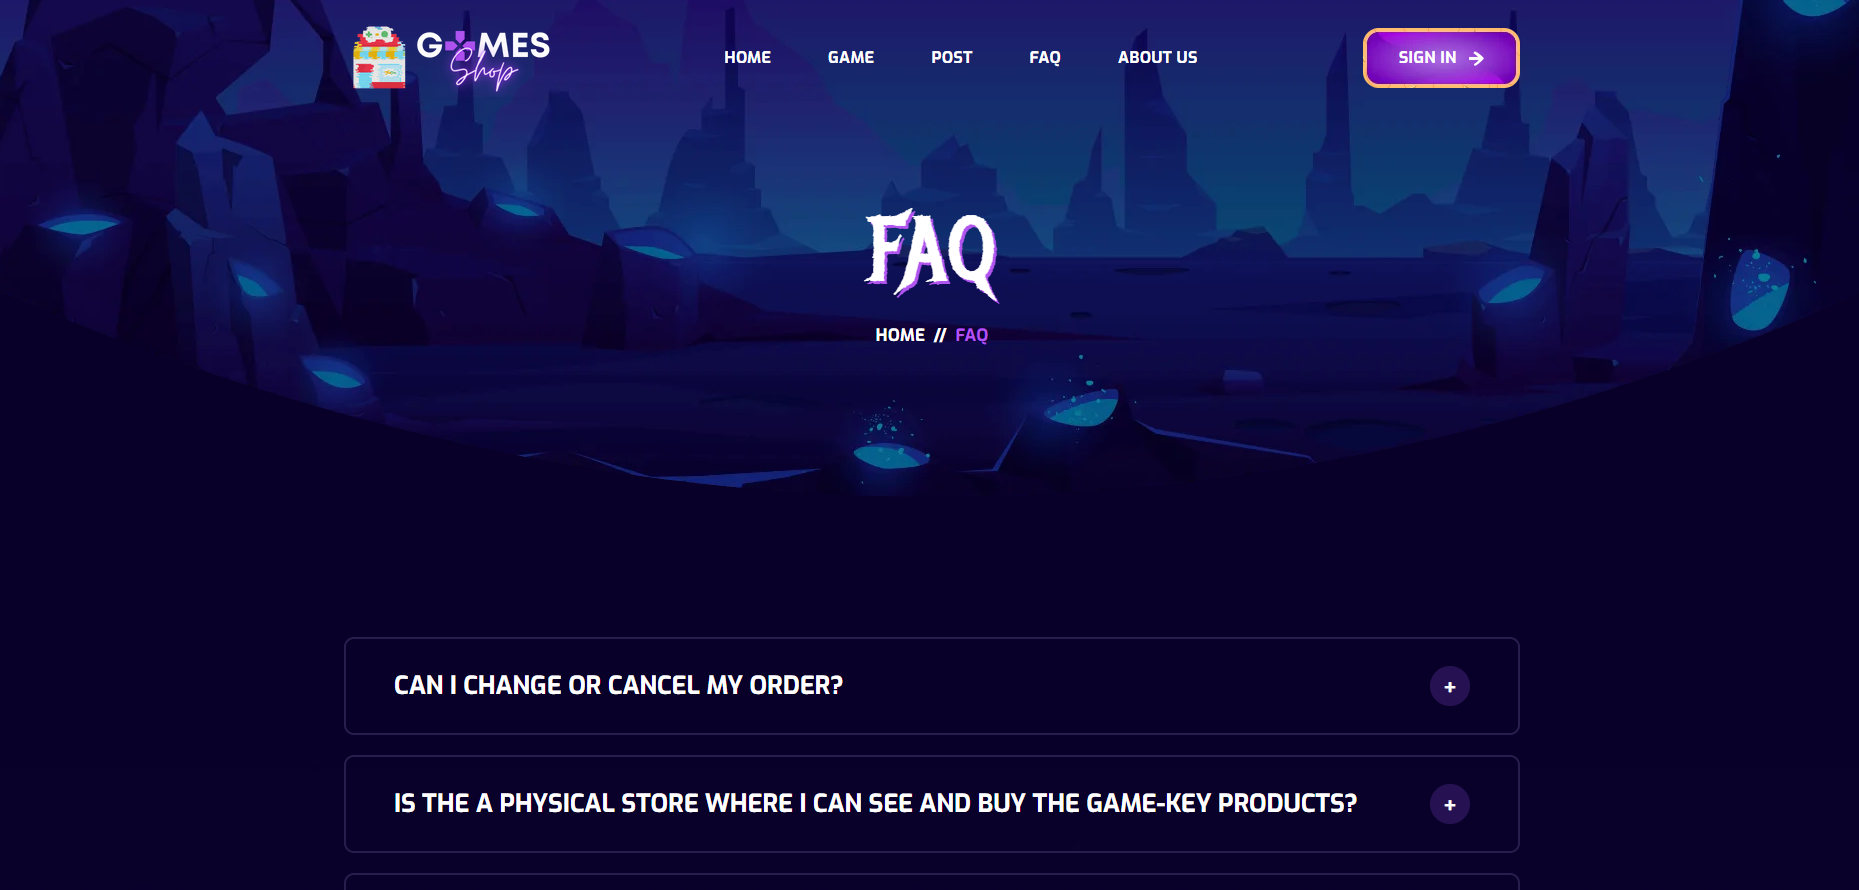 GAMES
Shop
HOME
GAME
POST
FAQ
ABOUT US
SIGN IN
FAQ
HOME // FAQ
CAN I CHANGE OR CANCEL MY ORDER?
IS THE A PHYSICAL STORE WHERE I CAN SEE AND BUY THE GAME-KEY PRODUCTS?